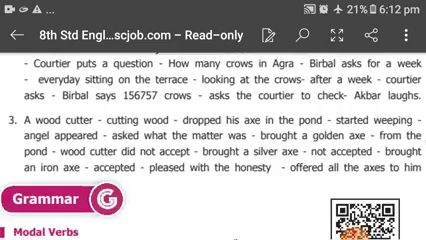 21% 6:12 pm
8th Std Engl...scjob.com – Read–only
- Courtier puts a question - How many crows in Agra - Birbal asks for a week
- everyday sitting on the terrace - looking at the crows- after a week - courtier
asks - Birbal says 156757 crows - asks the courtier to check- Akbar laughs.
3. A wood cutter - cutting wood - dropped his axe in the pond - started weeping -
angel appeared - asked what the matter was - brought a golden axe - from the
pond - wood cutter did not accept - brought a silver axe - not accepted - brought
an iron axe - accepted - pleased with the honesty - offered all the axes to him
Grammar G
Modal Verbs